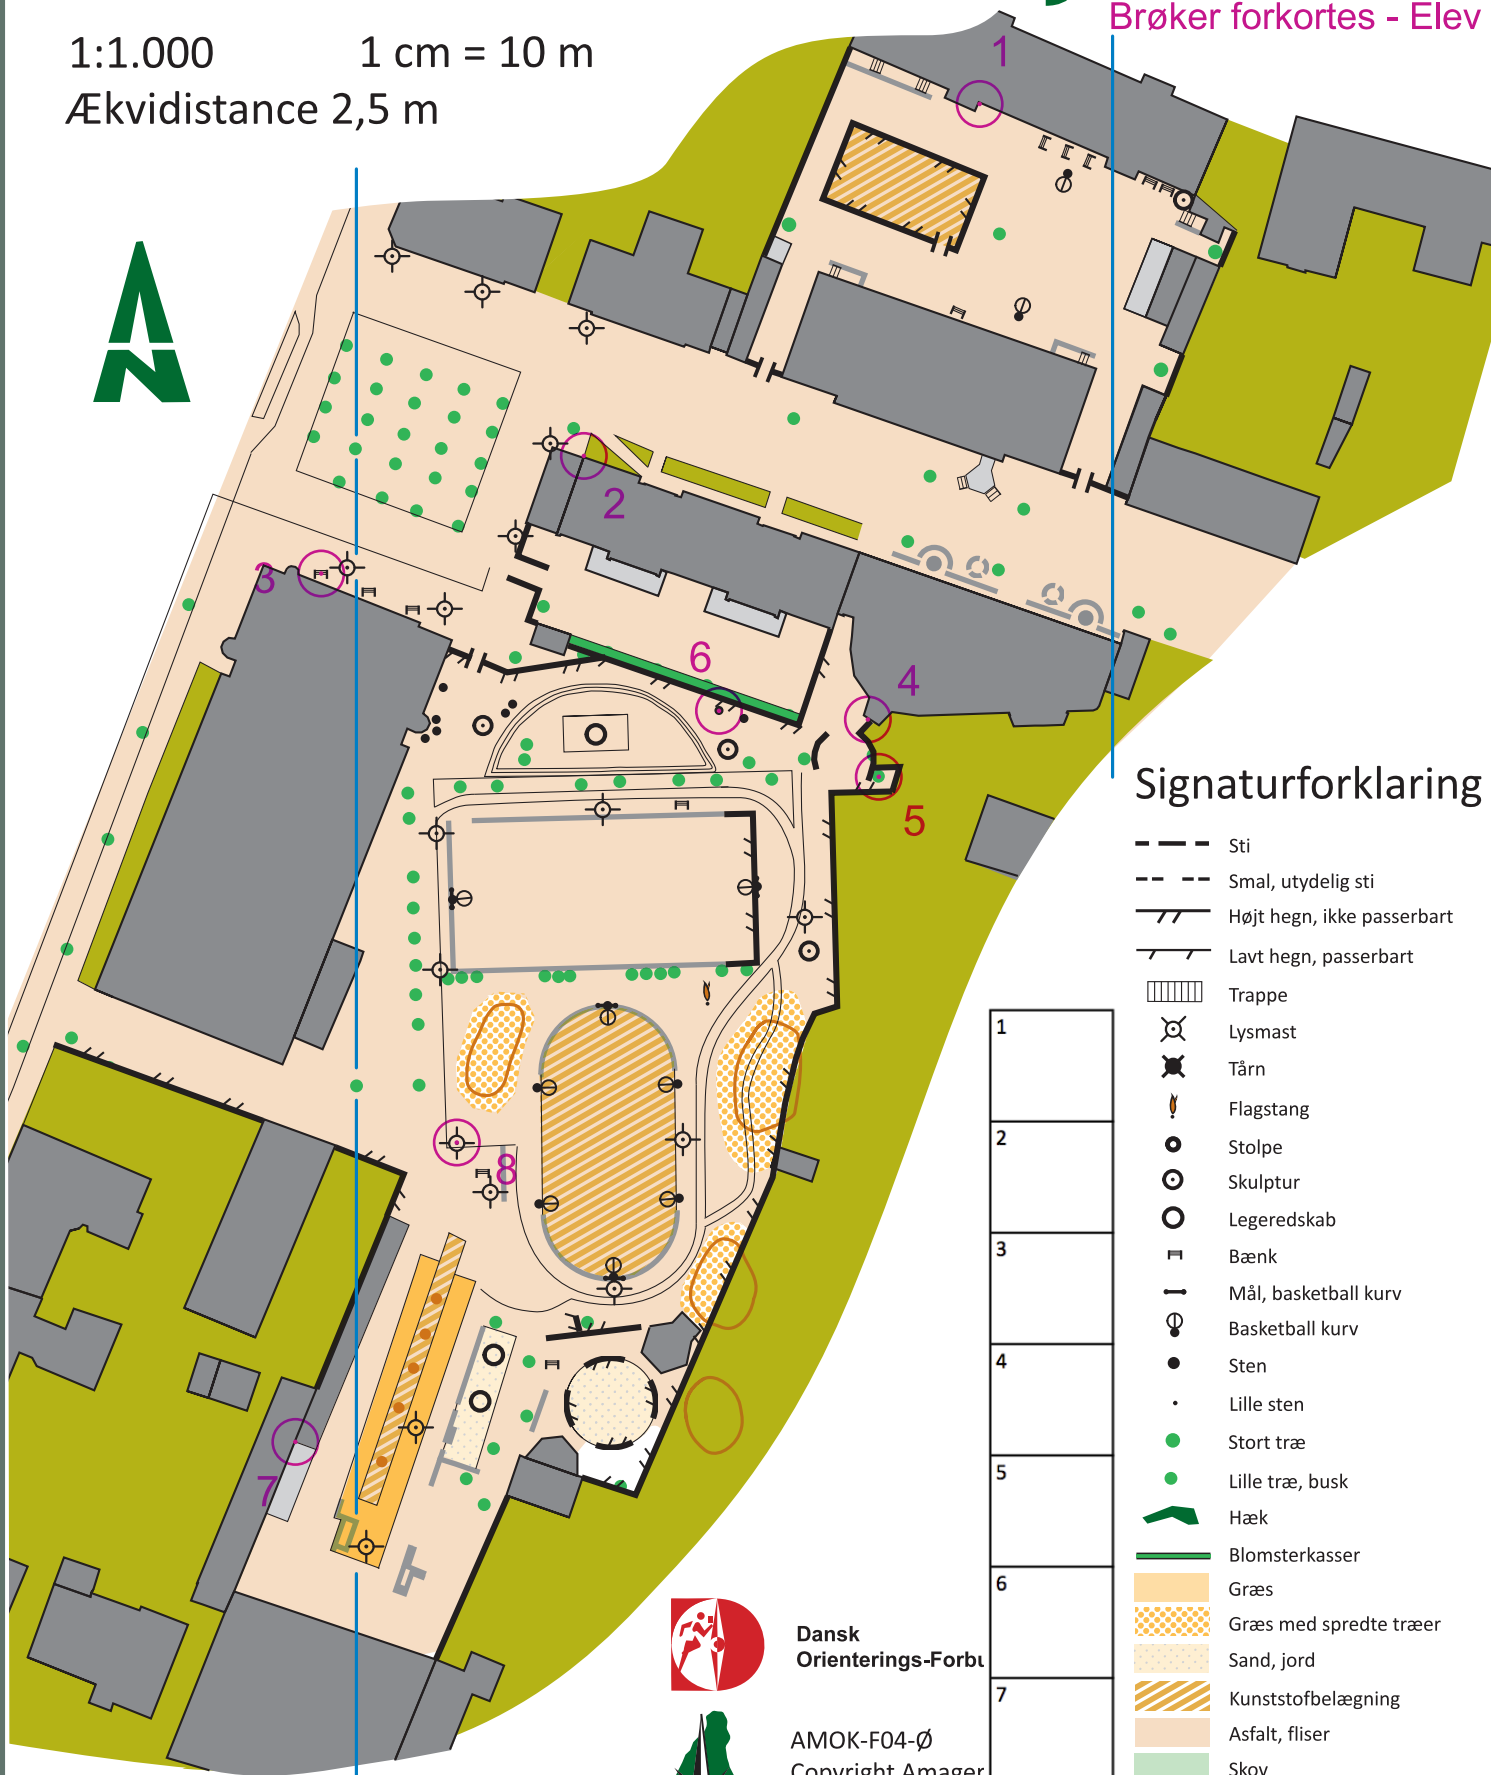 Brøker forkortes - Elev
1:1.000 1 cm = 10 m
Ækvidistance 2,5 m
1
2
3
6
4
5
8
7
Signaturforklaring
Sti
Smal, utydelig sti
Højt hegn, ikke passerbart
Lavt hegn, passerbart
Trappe
Lysmast
Tårn
Flagstang
Stolpe
Skulptur
Legeredskab
Bænk
Mål, basketball kurv
Basketball kurv
Sten
Lille sten
Stort træ
Lille træ, busk
Hæk
Blomsterkasser
Græs
Græs med spredte træer
Sand, jord
Kunststofbelægning
Asfalt, fliser
Skov
1
2
3
4
5
6
7
Dansk
Orienterings-Forbu
AMOK-F04-Ø
Copyright Amager